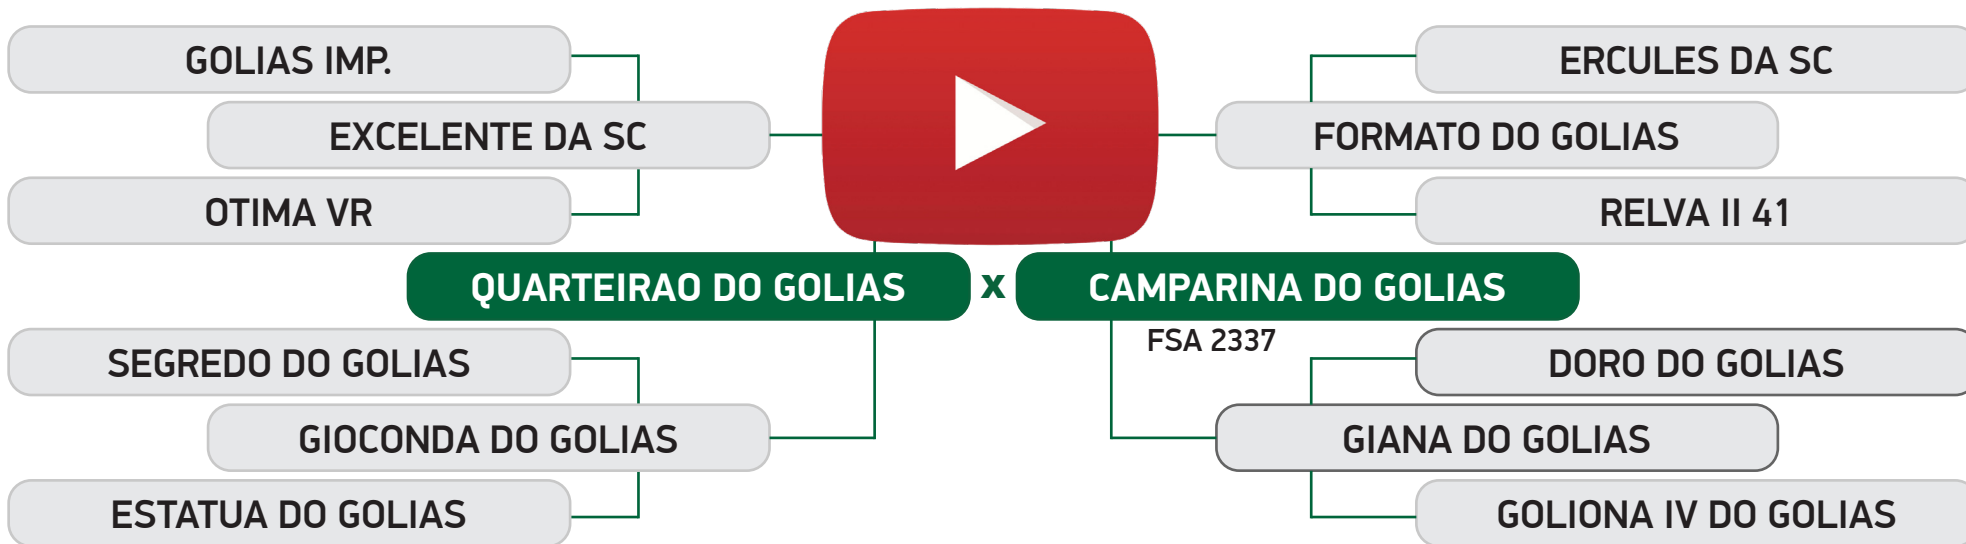 GOLIAS IMP.
EXCELENTE DA SC
OTIMA VR
ERCULES DA SC
FORMATO DO GOLIAS
RELVA II 41
QUARTEIRAO DO GOLIAS x CAMPARINA DO GOLIAS
FSA 2337
SEGREDO DO GOLIAS
GIOCONDA DO GOLIAS
ESTATUA DO GOLIAS
DORO DO GOLIAS
GIANA DO GOLIAS
GOLIONA IV DO GOLIAS